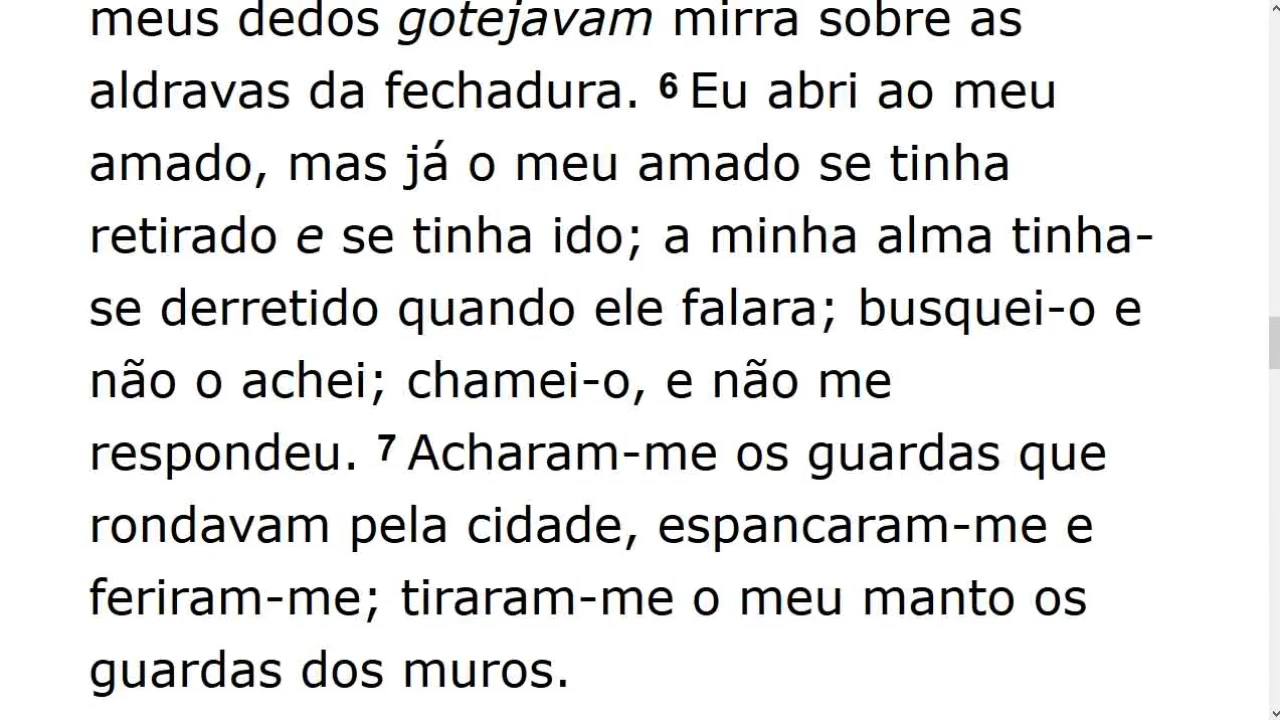 meus dedos gotejavam mirra sobre as
aldravas da fechadura. 6 Eu abri ao meu
amado, mas já o meu amado se tinha
retirado e se tinha ido; a minha alma tinha-
se derretido quando ele falara; busquei-o e
não o achei; chamei-o, e não me
respondeu. 7 Acharam-me os guardas que
rondavam pela cidade, espancaram-me e
feriram-me; tiraram-me o meu manto os
guardas dos muros.